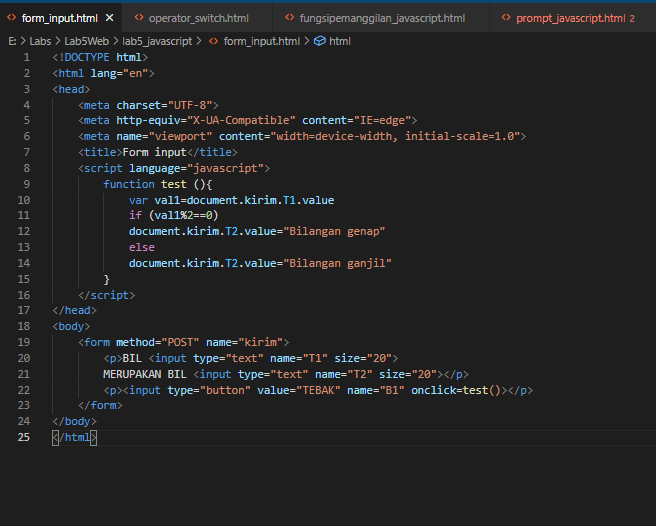 form_input.html operator_switch.html fungsipemanggilan_javascript.html prompt_javascript.html 2
E: > Labs > Lab5Web > lab5_javascript > form_input.html > html
1 <!DOCTYPE html>
2 <html lang="en">
3 <head>
4 <meta charset="UTF-8">
5 <meta http-equiv="X-UA-Compatible" content="IE=edge">
6 <meta name="viewport" content="width=device-width, initial-scale=1.0">
7 <title>Form input</title>
8 <script language="javascript">
9 function test (){
10 var val1=document.kirim.T1.value
11 if (val1%2==0)
12 document.kirim.T2.value="Bilangan genap"
13 else
14 document.kirim.T2.value="Bilangan ganjil"
15 }
16 </script>
17 </head>
18 <body>
19 <form method="POST" name="kirim">
20 <p>BIL <input type="text" name="T1" size="20">
21 MERUPAKAN BIL <input type="text" name="T2" size="20"></p>
22 <p><input type="button" value="TEBAK" name="B1" onclick=test()></p>
23 </form>
24 </body>
25 </html>